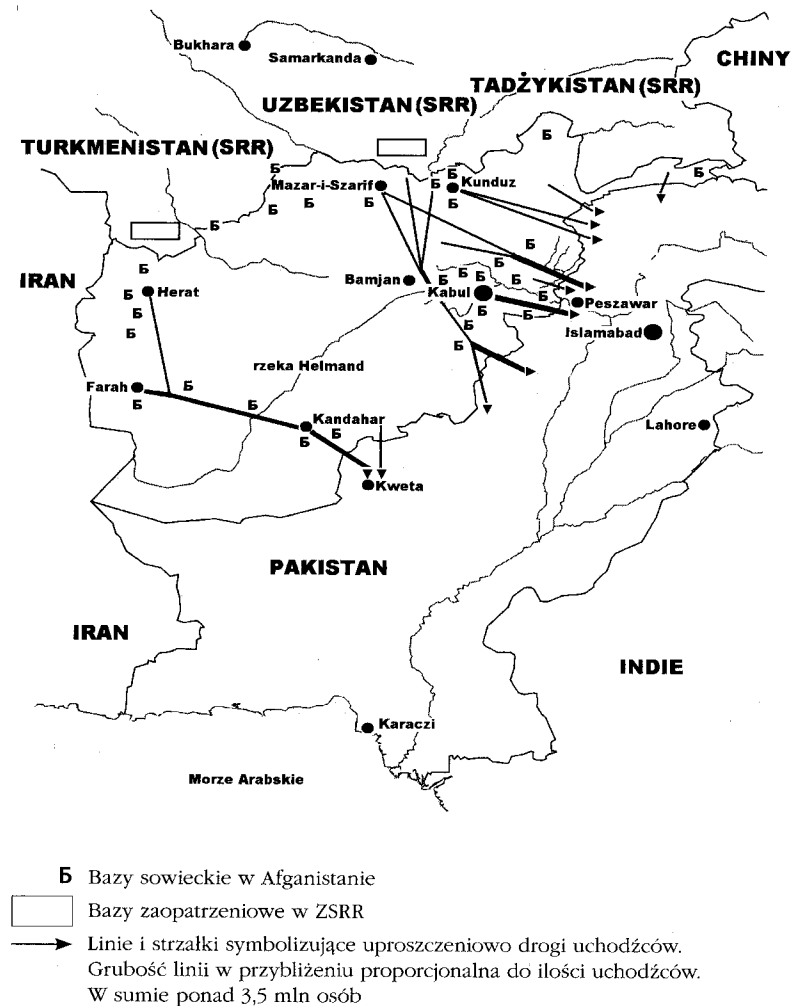 Bukhara
Samarkanda
CHINY
TADŻYKISTAN (SRR)
UZBEKISTAN (SRR)
TURKMENISTAN (SRR)
Б
Б
Б
Б
Mazar-i-Szarif
Б
Kunduz
Б
Б
Б
Б
Б
Б
Б
Б
IRAN
Б
Б
Bamjan
Б
Б
Б
Б
Б
Herat
Kabul
Б
Peszawar
Б
Б
Б
Б
Б
Islamabad
Б
rzeka Helmand
Farah
Б
Б
Б
Kandahar
Б
Б
Lahore
Kweta
PAKISTAN
IRAN
INDIE
Karaczi
Morze Arabskie
Б Bazy sowieckie w Afganistanie
Bazy zaopatrzeniowe w ZSRR
Linie i strzałki symbolizujące uproszczeniowo drogi uchodźców.
Grubość linii w przybliżeniu proporcjonalna do ilości uchodźców.
W sumie ponad 3,5 mln osób